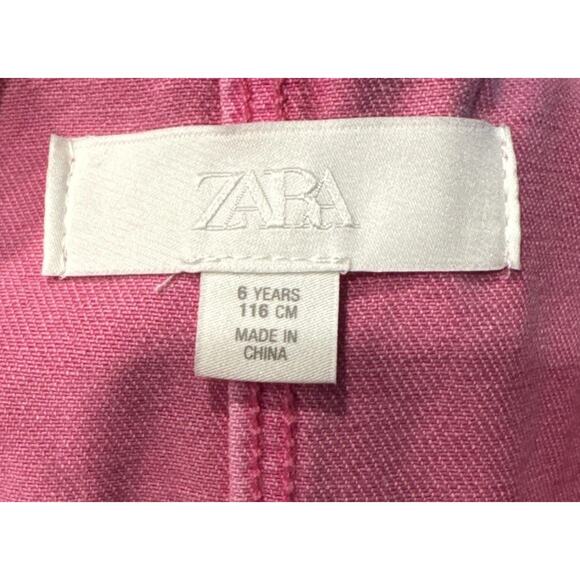 ZARA
6 YEARS
116 CM
MADE IN
CHINA